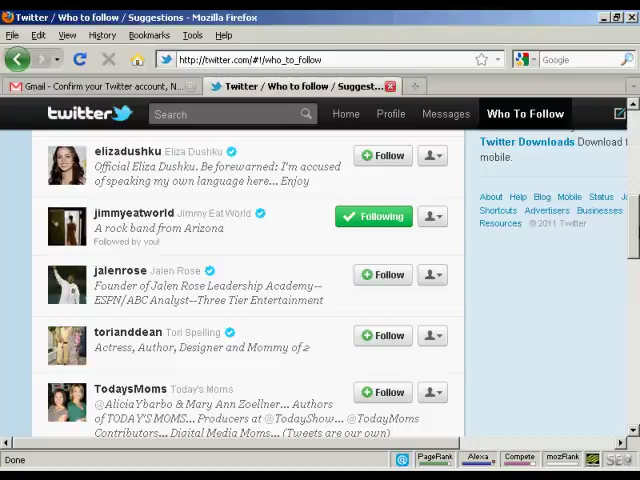 Twitter / Who to follow / Suggestions - Mozilla Firefox
File Edit View History Bookmarks Tools Help
http://twitter.com/#!/who_to_follow
Google
Gmail - Confirm your Twitter account, N...
Twitter / Who to follow / Suggest...
twitter
Search
Home
Profile
Messages
Who To Follow
elizadushku Eliza Dushku
Follow
Official Eliza Dushku. Be forewarned: I'm accused
of speaking my own language here... Enjoy
jimmyeatworld Jimmy Eat World
Following
A rock band from Arizona
Followed by you!
jalenrose Jalen Rose
Follow
Founder of Jalen Rose Leadership Academy--
ESPN/ABC Analyst--Three Tier Entertainment
torianddean Tori Spelling
Follow
Actress, Author, Designer and Mommy of 2
TodaysMoms Today's Moms
Follow
@AliciaYbarbo & Mary Ann Zoellner... Authors
of TODAY'S MOMS... Producers at @TodayShow... @TodayMoms
Contributors... Digital Media Moms... (Tweets are our own)
Twitter Downloads Download
mobile.
About Help Blog Mobile Status
Shortcuts Advertisers Businesses
Resources © 2011 Twitter
Done
PageRank
Alexa
Compete
mozRank